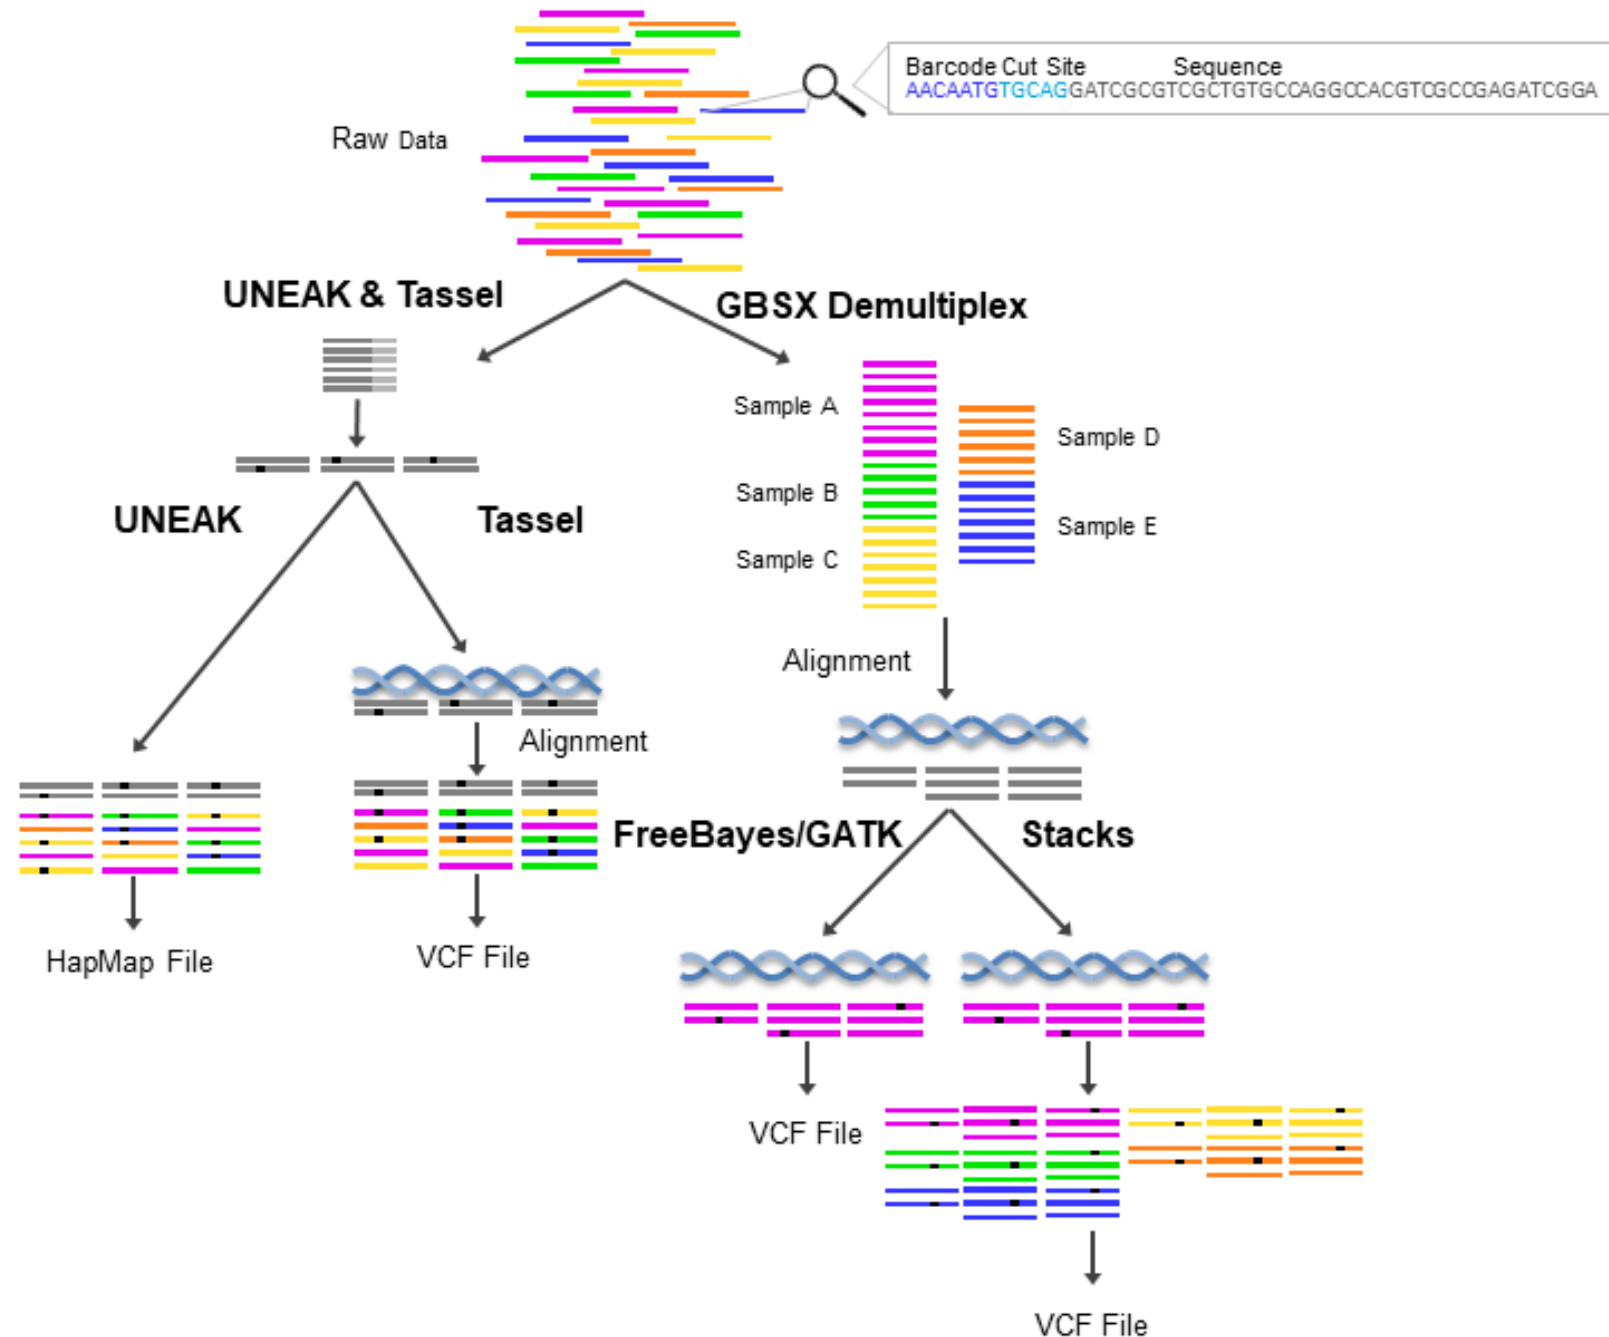 Barcode Cut Site Sequence
AACAATGTGCAGGATCGCGTCGCTGTGCCAGGCCACGTCGCCGAGATCGGA
Raw Data
UNEAK & Tassel
GBSX Demultiplex
Sample A
Sample D
Sample B
Sample E
Sample C
UNEAK
Tassel
Alignment
Alignment
FreeBayes/GATK
Stacks
HapMap File
VCF File
VCF File
VCF File